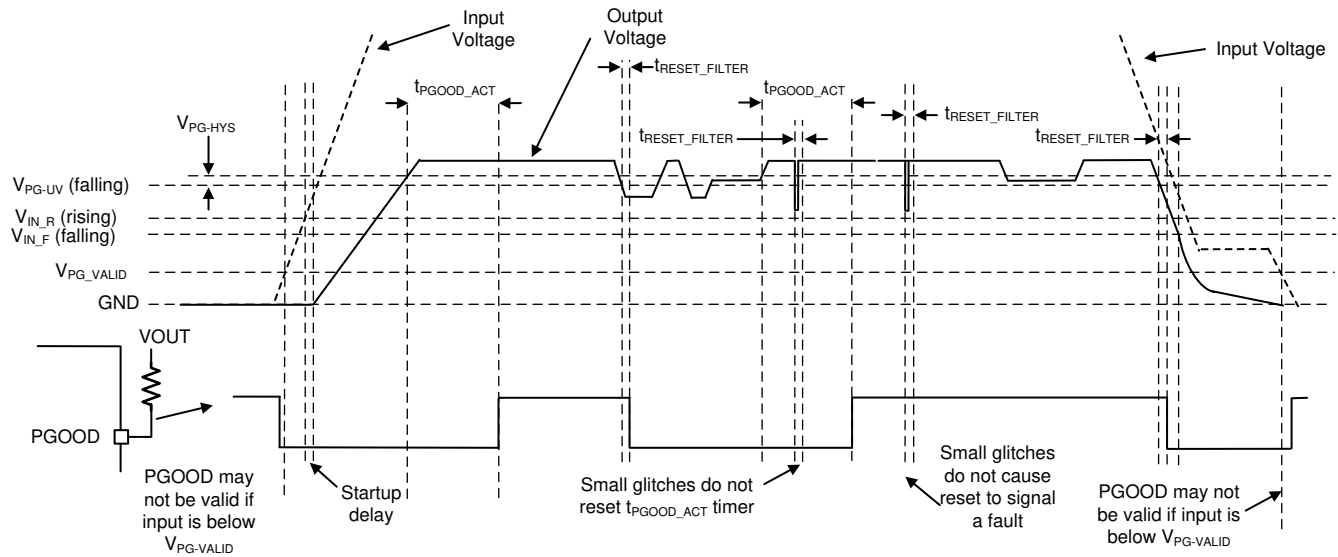 Input
Voltage
Output
Voltage
Input Voltage
tRESET_FILTER
tPGOOD_ACT
tPGOOD_ACT
tRESET_FILTER
tRESET_FILTER
tRESET_FILTER
VPG-HYS
VPG-UV (falling)
VIN_R (rising)
VIN_F (falling)
VPG_VALID
GND
VOUT
PGOOD
PGOOD may
not be valid if
input is below
VPG-VALID
Startup
delay
Small glitches do not
reset tPGOOD_ACT timer
Small glitches
do not cause
reset to signal
a fault
PGOOD may not
be valid if input is
below VPG-VALID